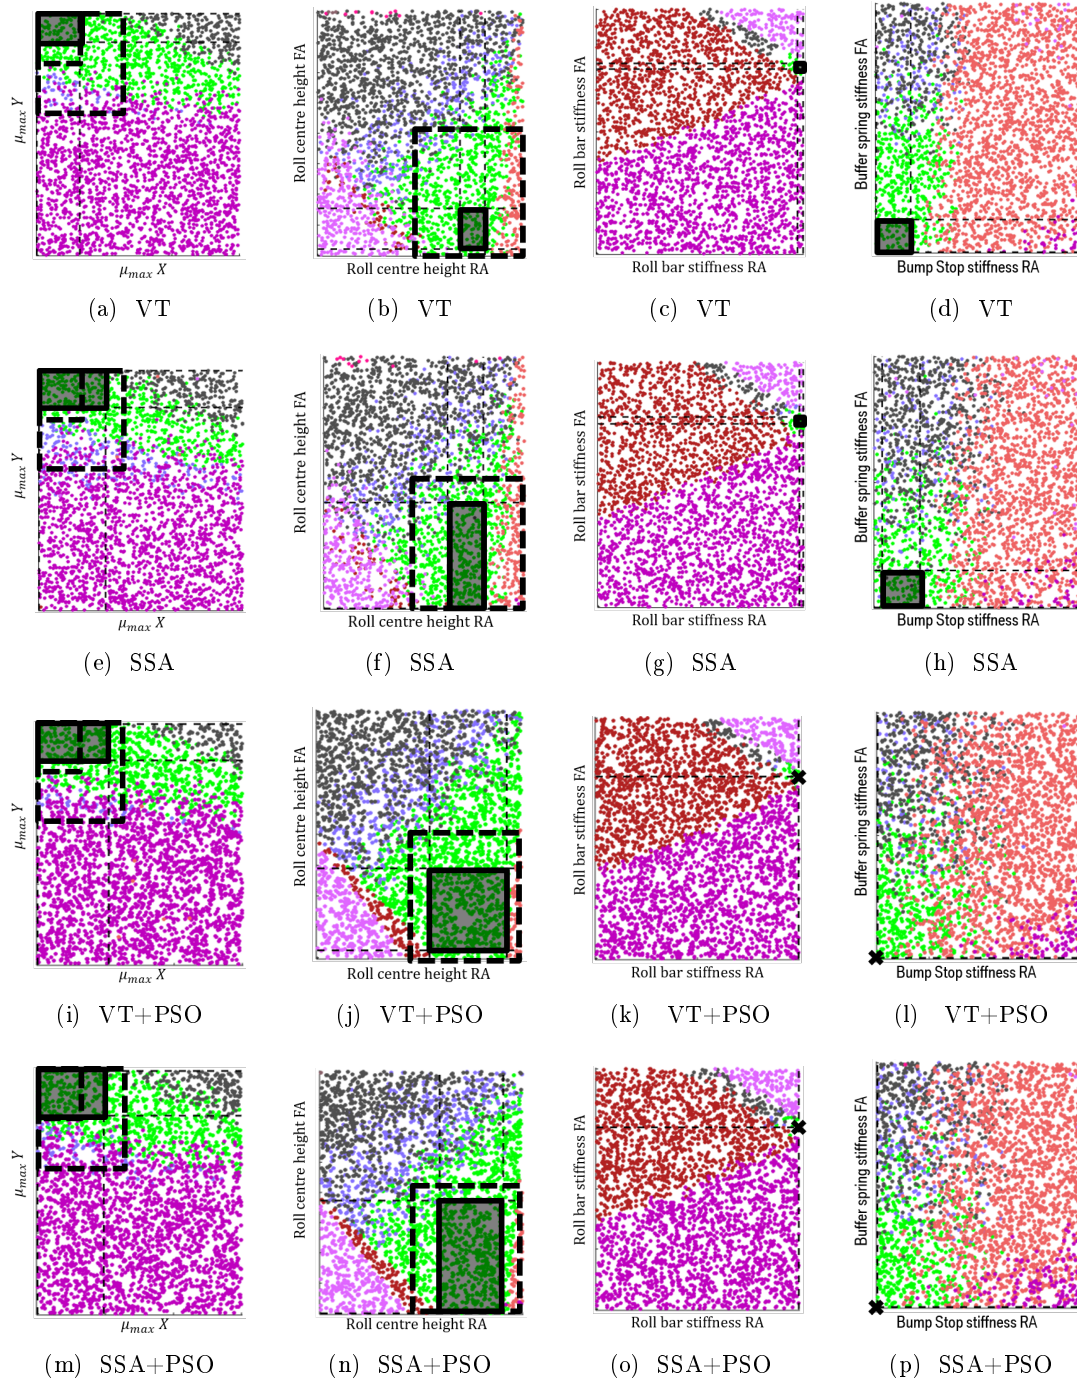 μmax Y
μmax X
(a) VT
Roll centre height FA
Roll centre height RA
(b) VT
Roll bar stiffness FA
Roll bar stiffness RA
(c) VT
Buffer spring stiffness FA
Bump Stop stiffness RA
(d) VT
μmax Y
μmax X
(e) SSA
Roll centre height FA
Roll centre height RA
(f) SSA
Roll bar stiffness FA
Roll bar stiffness RA
(g) SSA
Buffer spring stiffness FA
Bump Stop stiffness RA
(h) SSA
μmax Y
μmax X
(i) VT+PSO
Roll centre height FA
Roll centre height RA
(j) VT+PSO
Roll bar stiffness FA
Roll bar stiffness RA
(k) VT+PSO
Buffer spring stiffness FA
Bump Stop stiffness RA
(l) VT+PSO
μmax Y
μmax X
(m) SSA+PSO
Roll centre height FA
Roll centre height RA
(n) SSA+PSO
Roll bar stiffness FA
Roll bar stiffness RA
(o) SSA+PSO
Buffer spring stiffness FA
Bump Stop stiffness RA
(p) SSA+PSO